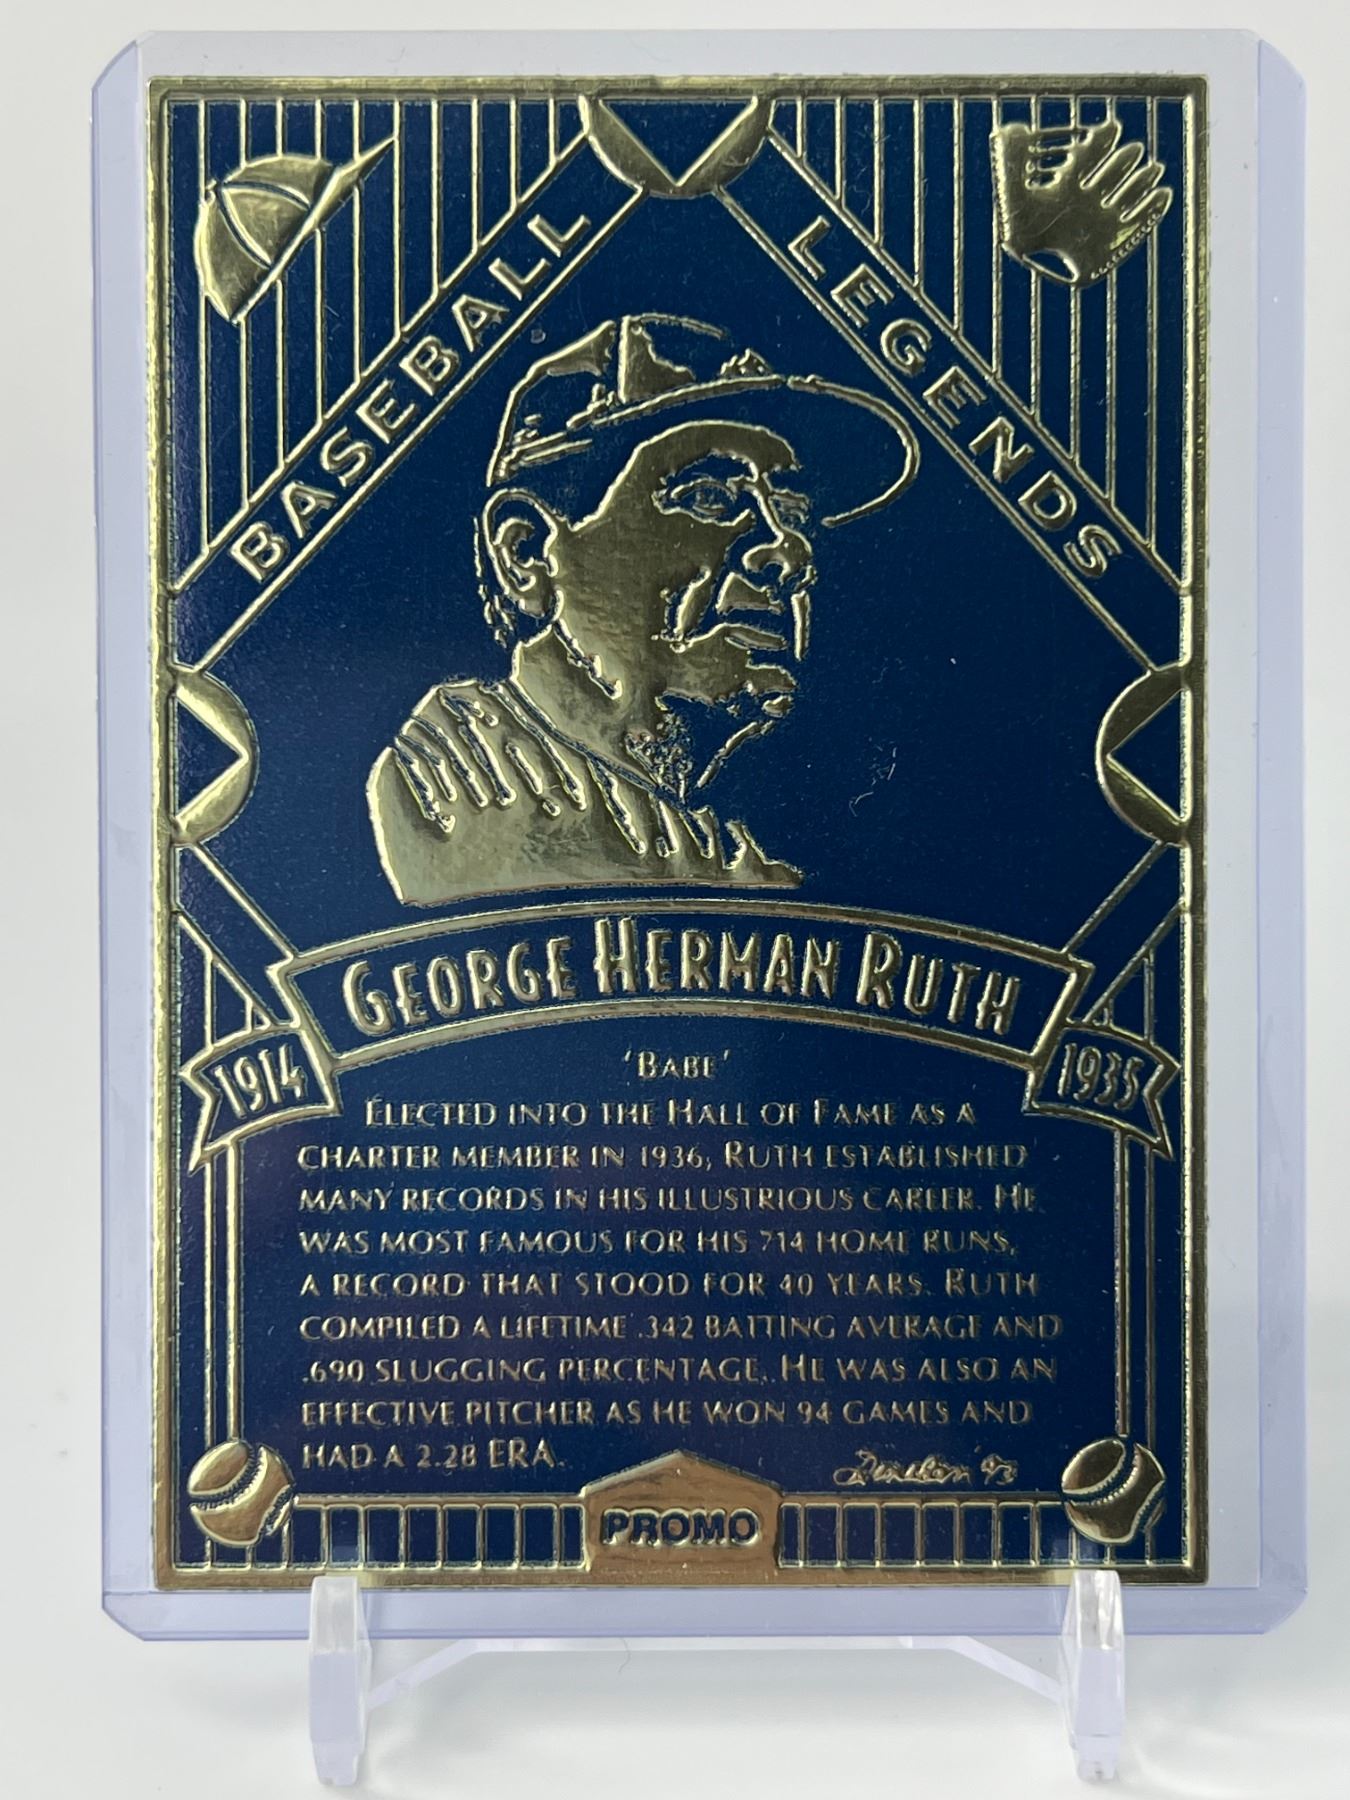 BASEBALL
LEGENDS
GEORGE HERMAN RUTH
1914
1935
'BABE'
ELECTED INTO THE HALL OF FAME AS A
CHARTER MEMBER IN 1936, RUTH ESTABLISHED
MANY RECORDS IN HIS ILLUSTRIOUS CAREER. HE
WAS MOST FAMOUS FOR HIS 714 HOME RUNS,
A RECORD THAT STOOD FOR 40 YEARS. RUTH
COMPILED A LIFETIME .342 BATTING AVERAGE AND
.690 SLUGGING PERCENTAGE. HE WAS ALSO AN
EFFECTIVE PITCHER AS HE WON 94 GAMES AND
HAD A 2.28 ERA.
'93
PROMO